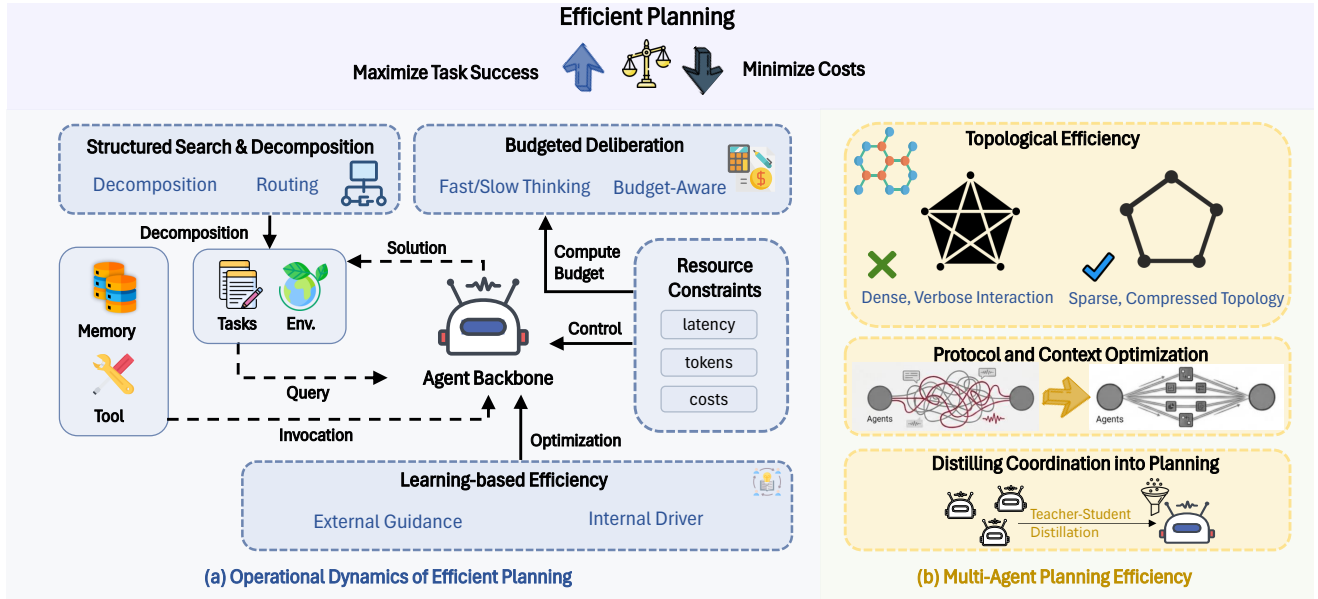 Efficient Planning
Maximize Task Success
Minimize Costs
Structured Search & Decomposition
Decomposition
Routing
Budgeted Deliberation
Fast/Slow Thinking
Budget-Aware
Decomposition
Solution
Compute
Budget
Memory
Tool
Tasks
Env.
Query
Invocation
Agent Backbone
Control
Resource
Constraints
latency
tokens
costs
Optimization
Learning-based Efficiency
External Guidance
Internal Driver
(a) Operational Dynamics of Efficient Planning
Topological Efficiency
Dense, Verbose Interaction
Sparse, Compressed Topology
Protocol and Context Optimization
Agents
Agents
Distilling Coordination into Planning
Teacher-Student
Distillation
(b) Multi-Agent Planning Efficiency